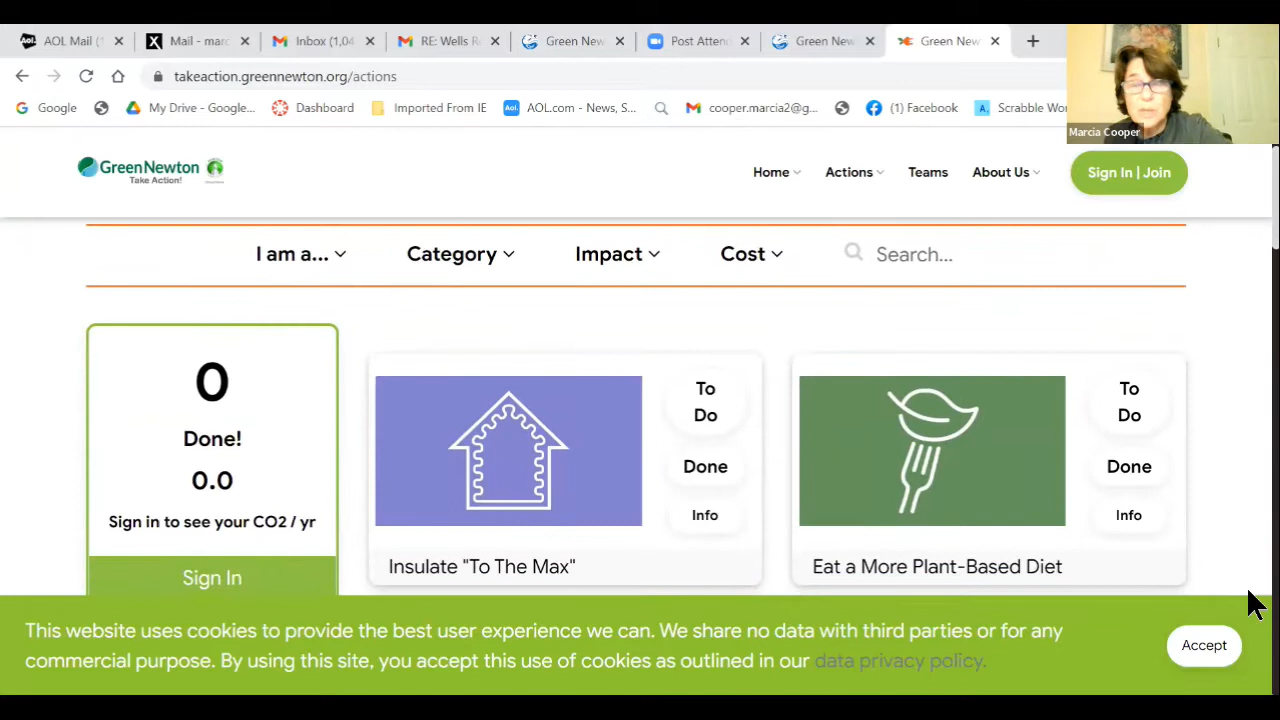 AOL Mail (
Mail - marc
Inbox (1,04
RE: Wells R
Green New
Post Attend
Green New
Green New
takeaction.greennewton.org/actions
Google
My Drive - Google...
Dashboard
Imported From IE
Aol.
AOL.com - News, S...
cooper.marcia2@g...
(1) Facebook
A.
Scrabble Wor
Marcia Cooper
GreenNewton
Take Action!
Home
Actions
Teams
About Us
Sign In | Join
I am a...
Category
Impact
Cost
Search...
0
Done!
0.0
Sign in to see your CO2 / yr
Sign In
To
Do
Done
Info
Insulate "To The Max"
To
Do
Done
Info
Eat a More Plant-Based Diet
This website uses cookies to provide the best user experience we can. We share no data with third parties or for any
commercial purpose. By using this site, you accept this use of cookies as outlined in our data privacy policy.
Accept